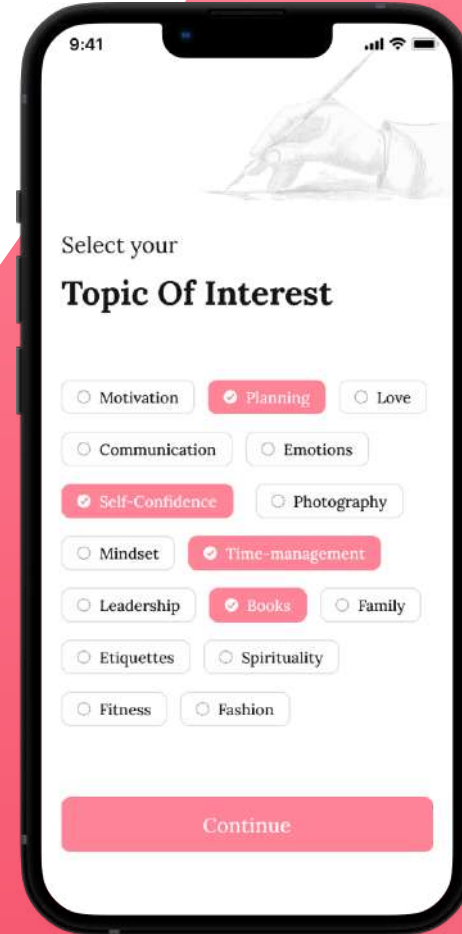 9:41
Select your
Topic Of Interest
Motivation Planning Love
Communication Emotions
Self-Confidence Photography
Mindset Time-management
Leadership Books Family
Etiquettes Spirituality
Fitness Fashion
Continue